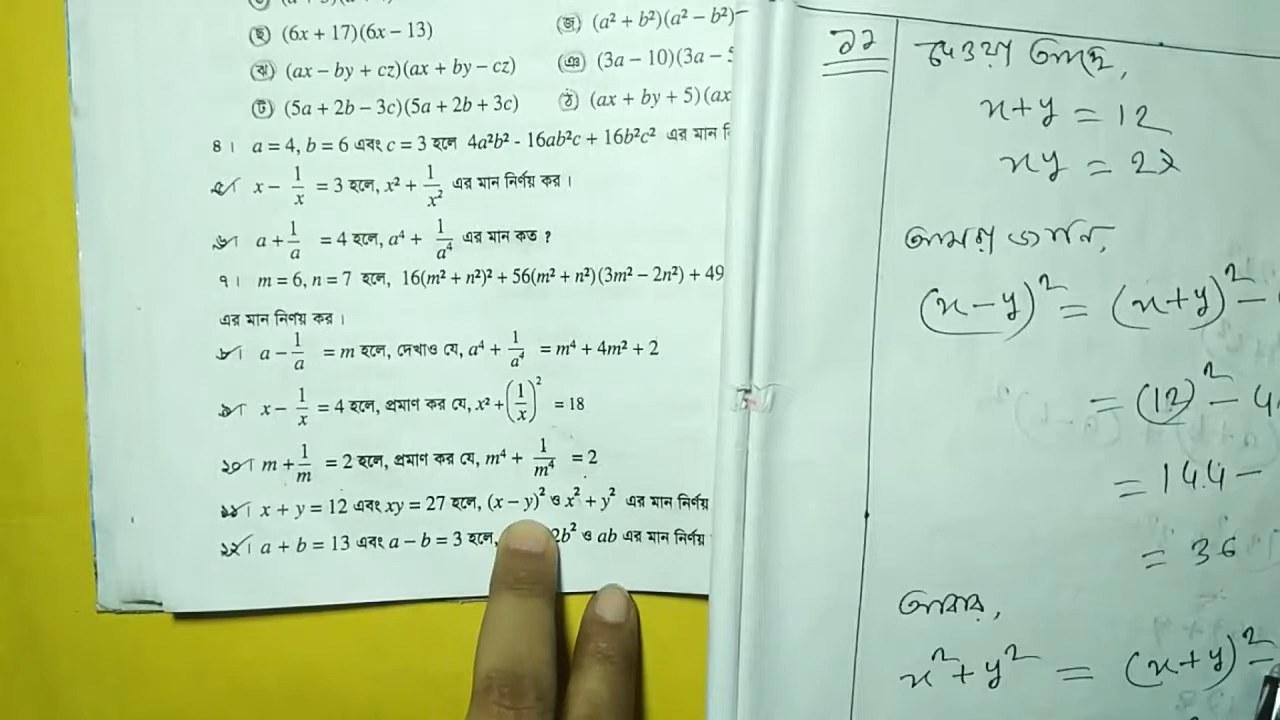 (ছ) (6x + 17)(6x − 13)
(জ) (a² + b²)(a² − b²)
(ঝ) (ax − by + cz)(ax + by − cz)
(ঞ) (3a − 10)(3a −
(ট) (5a + 2b − 3c)(5a + 2b + 3c)
(ঠ) (ax + by + 5)(ax
৪। a = 4, b = 6 এবং c = 3 হলে 4a²b² - 16ab²c + 16b²c² এর মান
৫। x − 1/x = 3 হলে, x² + 1/x² এর মান নির্ণয় কর।
৬। a + 1/a = 4 হলে, a⁴ + 1/a⁴ এর মান কত ?
৭। m = 6, n = 7 হলে, 16(m² + n²)² + 56(m² + n²)(3m² − 2n²) + 49
এর মান নির্ণয় কর।
৮। a − 1/a = m হলে, দেখাও যে, a⁴ + 1/a⁴ = m⁴ + 4m² + 2
৯। x − 1/x = 4 হলে, প্রমাণ কর যে, x² + (1/x)² = 18
১০। m + 1/m = 2 হলে, প্রমাণ কর যে, m⁴ + 1/m⁴ = 2
১১। x + y = 12 এবং xy = 27 হলে, (x − y)² ও x² + y² এর মান নির্ণয়
১২। a + b = 13 এবং a − b = 3 হলে, 2b² ও ab এর মান নির্ণয়
১১
দেওয়া আছে,
x + y = 12
xy = 27
আমরা জানি,
(x − y)² = (x + y)² −
= (12)² − 4
= 144 −
= 36
আবার,
x² + y² = (x + y)² −